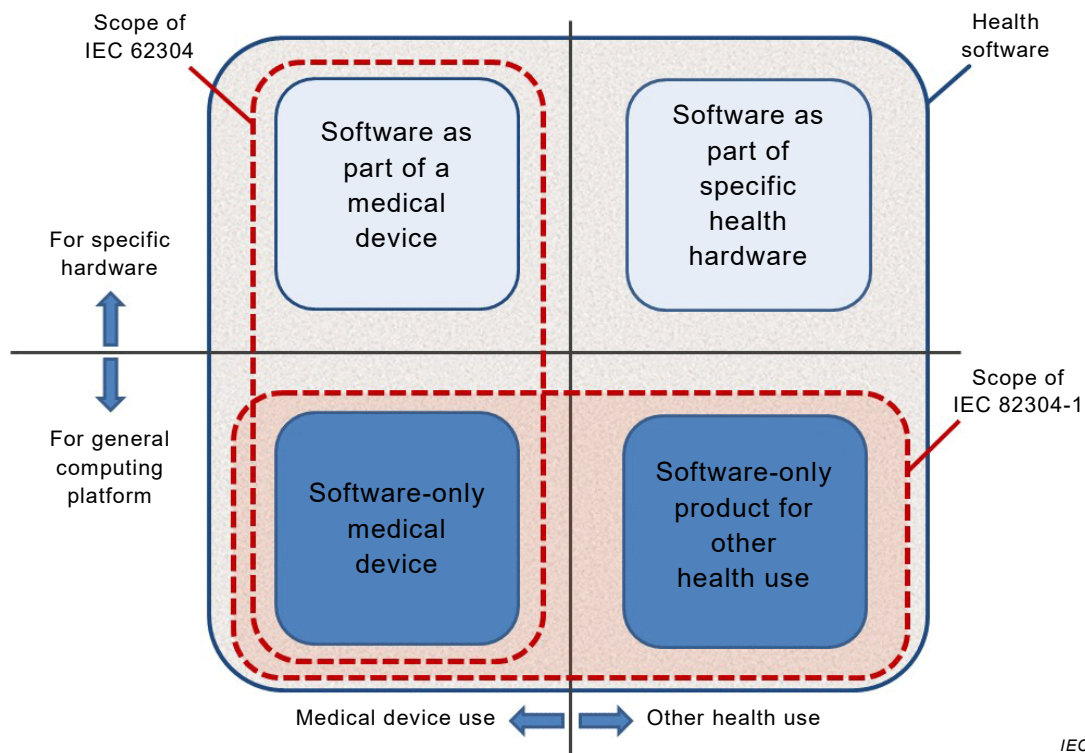 Scope of
IEC 62304
Health
software
Software as
part of a
medical
device
Software as
part of
specific
health
hardware
For specific
hardware
For general
computing
platform
Scope of
IEC 82304-1
Software-only
medical
device
Software-only
product for
other
health use
Medical device use
Other health use
IEC